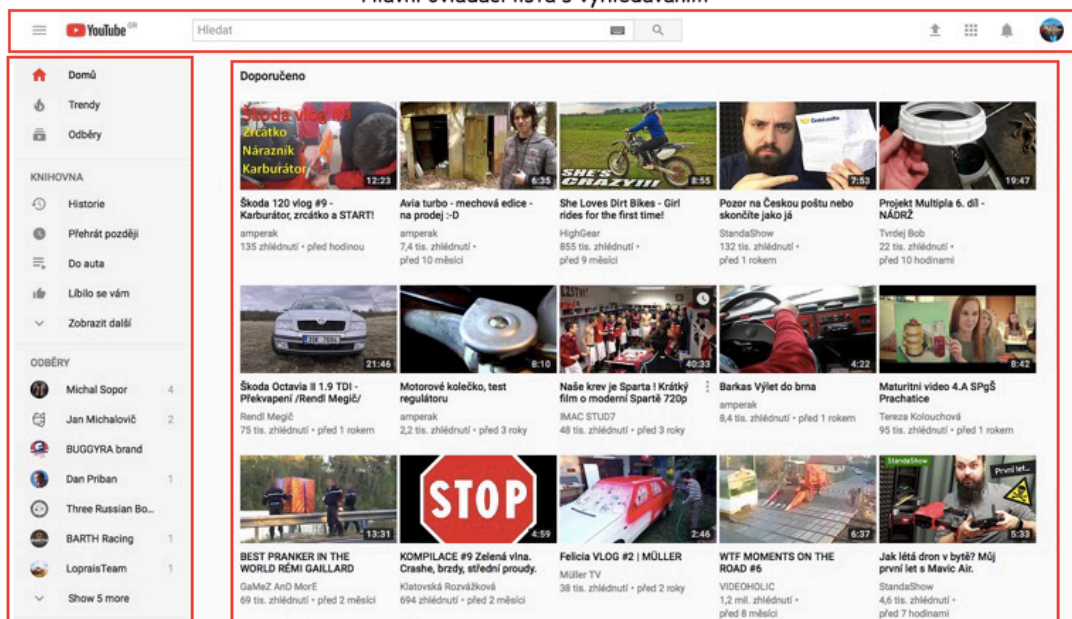 Hlavní ovládací lišta s vyhledáváním
YouTube GR
Hledat
Domů
Trendy
Odběry
KNIHOVNA
Historie
Přehrát později
Do auta
Líbilo se vám
Zobrazit další
ODBĚRY
Michal Sopor 4
Jan Michalovič 2
BUGGYRA brand
Dan Priban 1
Three Russian Bo...
BARTH Racing 1
LopraisTeam 1
Show 5 more
Doporučeno
Škoda vlog #9
Zrcátko
Nárazník
Karburátor
12:23
Škoda 120 vlog #9 -
Karburátor, zrcátko a START!
amperak
135 zhlédnutí • před hodinou
6:35
Avia turbo - mechová edice -
na prodej :-D
amperak
7,4 tis. zhlédnutí •
před 10 měsíci
SHE'S
CRAZY!!!
8:55
She Loves Dirt Bikes - Girl
rides for the first time!
HighGear
855 tis. zhlédnutí •
před 9 měsíci
Česká pošta
7:53
Pozor na Českou poštu nebo
skončíte jako já
StandaShow
132 tis. zhlédnutí •
před 1 rokem
19:47
Projekt Multipla 6. díl -
NÁDRŽ
Tvrdej Bob
22 tis. zhlédnutí •
před 10 hodinami
21:46
Škoda Octavia II 1.9 TDI -
Překvapení /Rendl Megič/
Rendl Megič
75 tis. zhlédnutí • před 1 rokem
8:10
Motorové kolečko, test
regulátoru
amperak
2,2 tis. zhlédnutí • před 3 roky
40:33
Naše krev je Sparta ! Krátký
film o moderní Spartě 720p
IMAC STUD7
48 tis. zhlédnutí • před 3 roky
4:22
Barkas Výlet do brna
amperak
8,4 tis. zhlédnutí • před 1 rokem
8:42
Maturitní video 4.A SPgŠ
Prachatice
Tereza Kolouchová
95 tis. zhlédnutí • před 1 rokem
13:31
BEST PRANKER IN THE
WORLD RÉMI GAILLARD
GaMeZ AnD MorE
69 tis. zhlédnutí • před 2 měsíci
STOP
4:59
KOMPILACE #9 Zelená vlna.
Crashe, brzdy, střední proudy.
Klatovská Rozvážková
694 zhlédnutí • před 2 měsíci
2:46
Felicia VLOG #2 | MÜLLER
Müller TV
38 tis. zhlédnutí • před 2 roky
6:37
WTF MOMENTS ON THE
ROAD #6
VIDEOHOLIC
1,2 mil. zhlédnutí •
před 8 měsíci
StandaShow
První let...
5:33
Jak létá dron v bytě? Můj
první let s Mavic Air.
StandaShow
4,6 tis. zhlédnutí •
před 7 hodinami